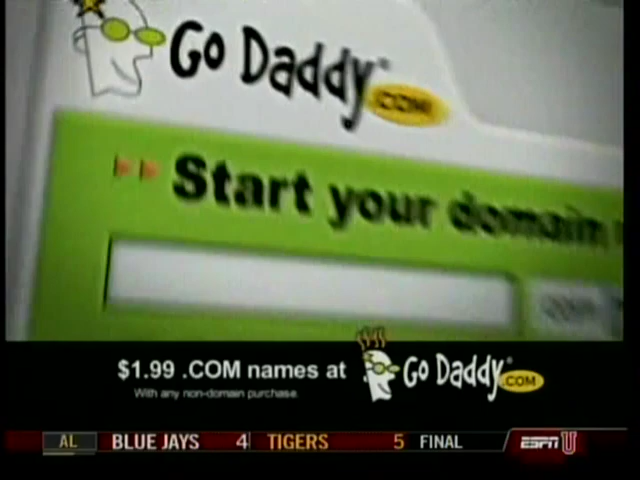 Go Daddy.COM
Start your domain
$1.99 .COM names at Go Daddy®.COM
With any non-domain purchase.
AL BLUE JAYS 4 TIGERS 5 FINAL ESPN U